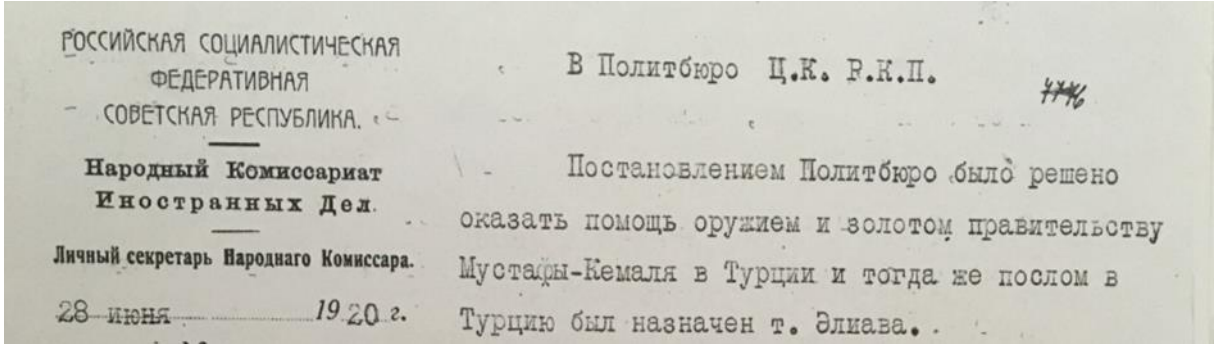 РОССИЙСКАЯ СОЦИАЛИСТИЧЕСКАЯ
ФЕДЕРАТИВНАЯ
СОВЕТСКАЯ РЕСПУБЛИКА.
Народный Комиссариат
Иностранных Дел.
Личный секретарь Народнаго Комиссара.
28 июня 1920 г.
В Политбюро Ц.К. Р.К.П.
Постановлением Политбюро было решено
оказать помощь оружием и золотом правительству
Мустафы-Кемаля в Турции и тогда же послом в
Турцию был назначен т. Элиава.